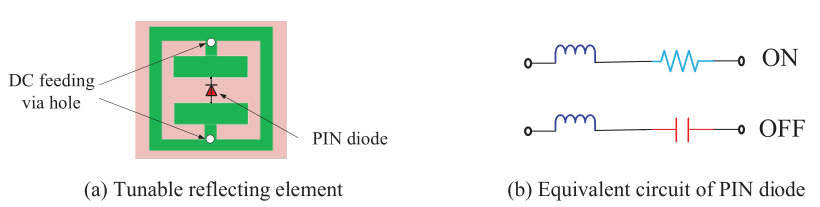 DC feeding
via hole
PIN diode
(a) Tunable reflecting element
ON
OFF
(b) Equivalent circuit of PIN diode